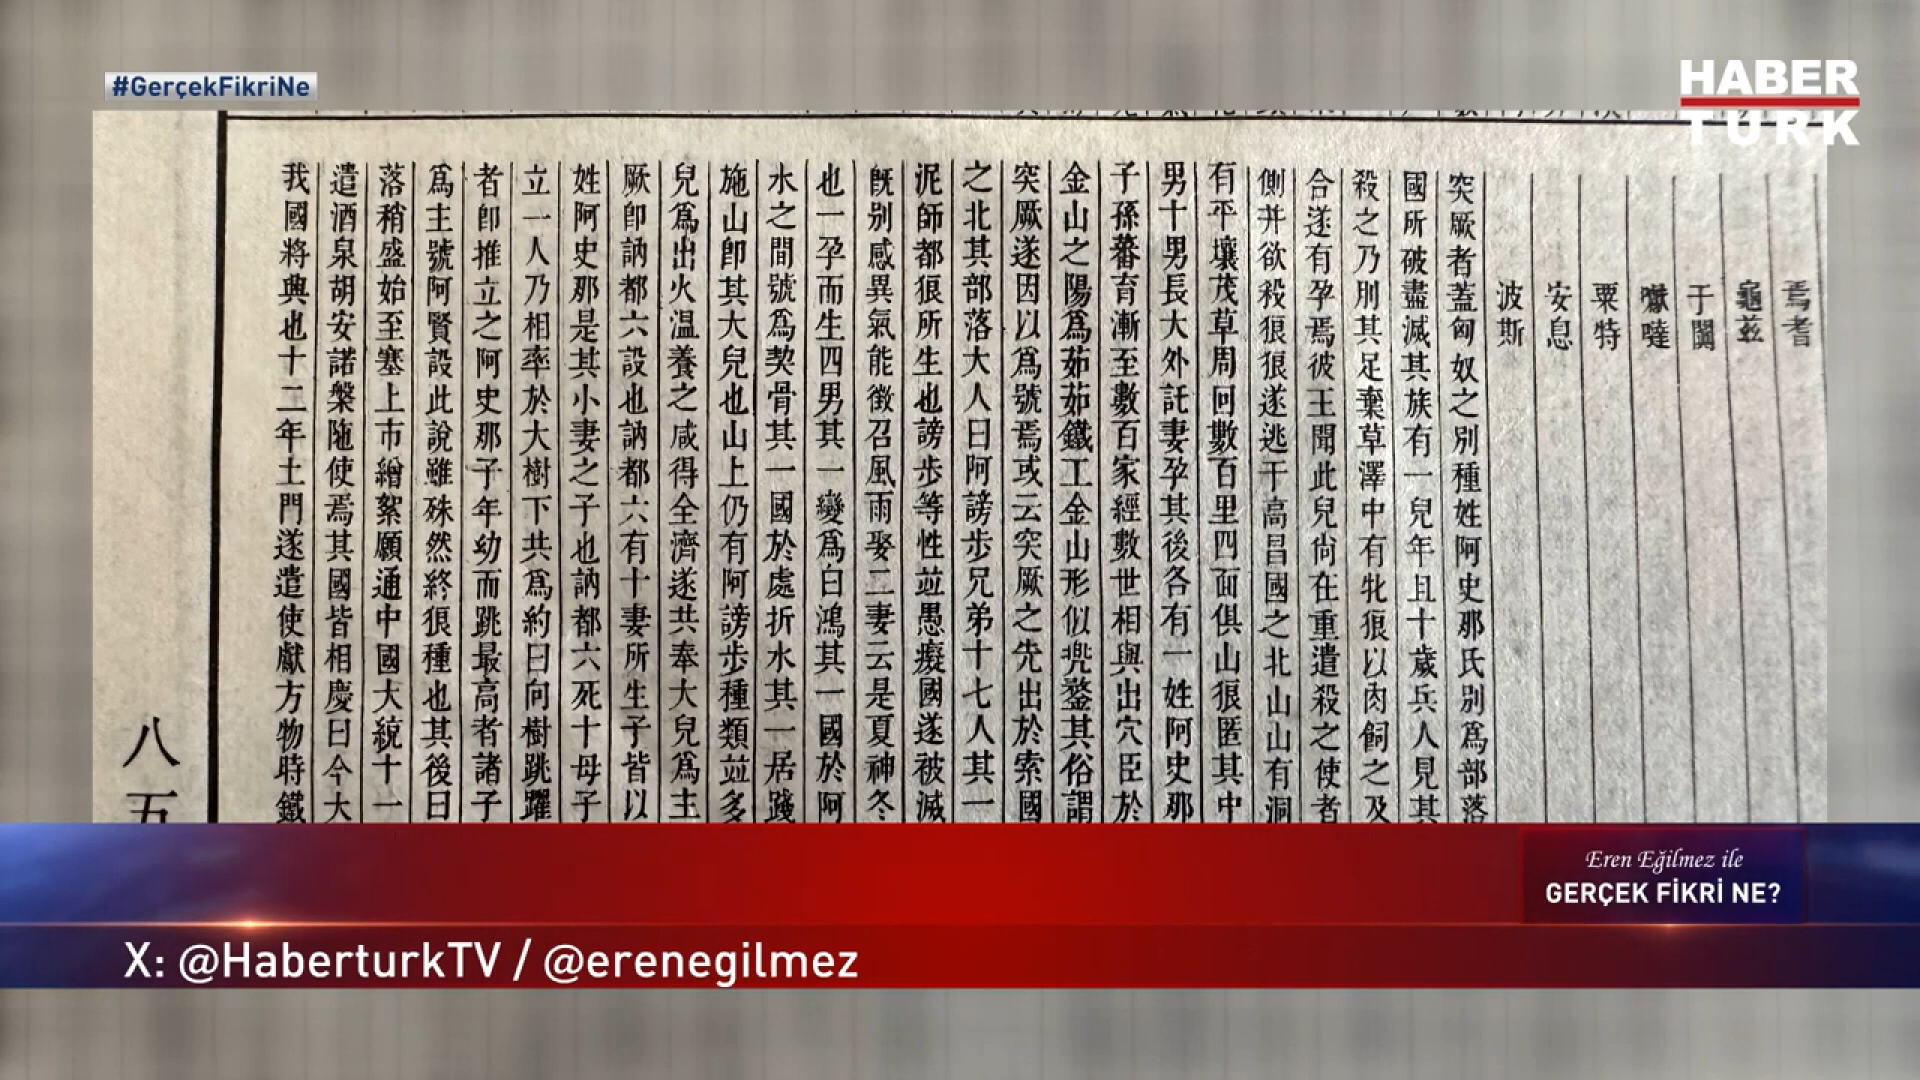 #GerçekFikriNe
HABER
TURK
焉耆
龜茲
于闐
嚈噠
粟特
安息
波斯
突厥者蓋匈奴之別種姓阿史那氏別爲部落
國所破盡滅其族有一兒年且十歲兵人見其
殺之乃刖其足棄草澤中有牝狼以肉飼之及
合遂有孕焉彼王聞此兒尙在重遣殺之使者
側幷欲殺狼狼遂逃于高昌國之北山山有洞
有平壤茂草周回數百里四面俱山狼匿其中
男十男長大外託妻孕其後各有一姓阿史那
子孫蕃育漸至數百家經數世相與出穴臣於
金山之陽爲茹茹鐵工金山形似兜鍪其俗謂
突厥遂因以爲號焉或云突厥之先出於索國
之北其部落大人曰阿謗步兄弟十七人其一
泥師都狼所生也謗步等性並愚癡國遂被滅
旣別感異氣能徵召風雨娶二妻云是夏神冬
也一孕而生四男其一變爲白鴻其一國於阿
水之間號爲契骨其一國於處折水其一居踐
施山卽其大兒也山上仍有阿謗步種類並多
兒爲出火溫養之咸得全濟遂共奉大兒爲主
厥卽訥都六設也訥都六有十妻所生子皆以
姓阿史那是其小妻之子也訥都六死十母子
立一人乃相率於大樹下共爲約曰向樹跳躍
者卽推立之阿史那子年幼而跳最高者諸子
爲主號阿賢設此說雖殊然終狼種也其後曰
落稍盛始至塞上市繒絮願通中國大統十一
遣酒泉胡安諾槃陁使焉其國皆相慶曰今大
我國將興也十二年土門遂遣使獻方物時鐵
八五
Eren Eğilmez ile
GERÇEK FİKRİ NE?
X: @HaberturkTV / @erenegilmez